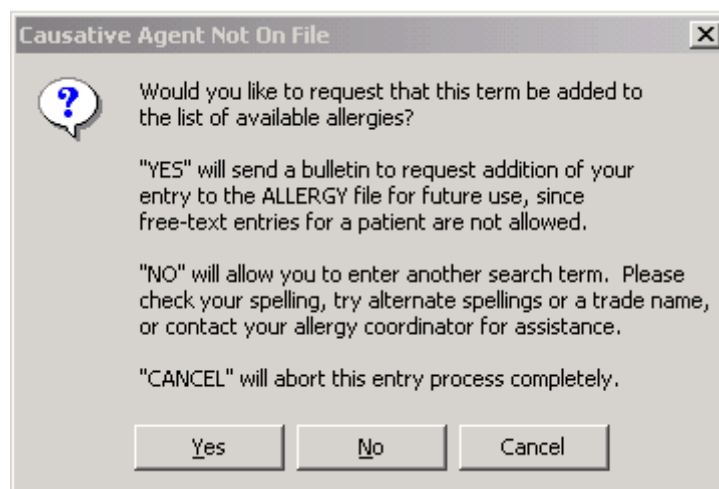 Causative Agent Not On File
Would you like to request that this term be added to
the list of available allergies?
"YES" will send a bulletin to request addition of your
entry to the ALLERGY file for future use, since
free-text entries for a patient are not allowed.
"NO" will allow you to enter another search term.  Please
check your spelling, try alternate spellings or a trade name,
or contact your allergy coordinator for assistance.
"CANCEL" will abort this entry process completely.
Yes No Cancel